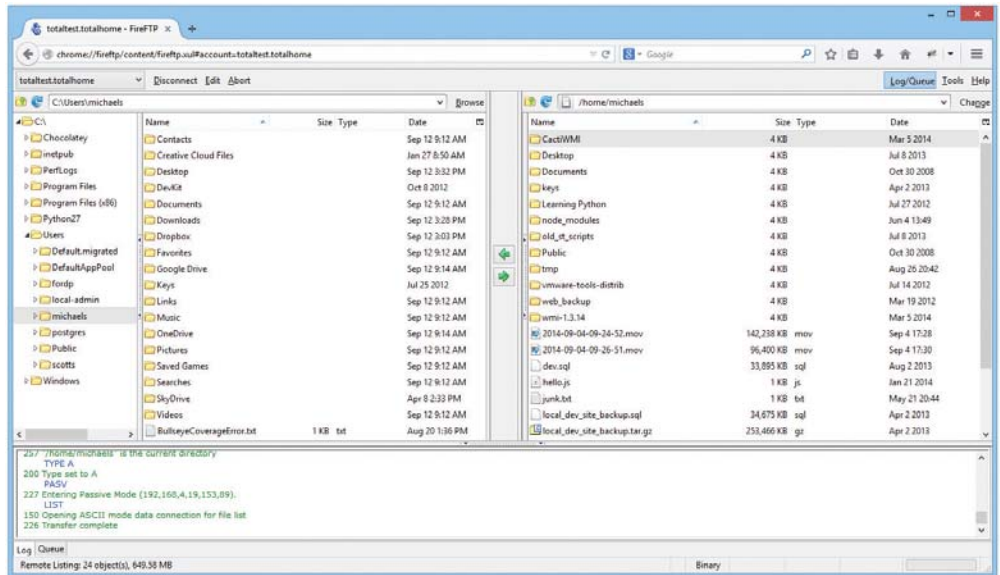 totaltest.totalhome - FireFTP × +
chrome://fireftp/content/fireftp.xul#account=totaltest.totalhome
Google
totaltest.totalhome Disconnect Edit Abort Log/Queue Tools Help
C:\Users\michaels Browse
C:\
Chocolatey
inetpub
PerfLogs
Program Files
Program Files (x86)
Python27
Users
Default.migrated
DefaultAppPool
fordp
local-admin
michaels
postgres
Public
scotts
Windows
Name Size Type Date
Contacts Sep 12 9:12 AM
Creative Cloud Files Jan 27 8:50 AM
Desktop Sep 12 3:32 PM
DevKit Oct 8 2012
Documents Sep 12 9:12 AM
Downloads Sep 12 3:28 PM
Dropbox Sep 12 3:03 PM
Favorites Sep 12 9:12 AM
Google Drive Sep 12 9:14 AM
Keys Jul 25 2012
Links Sep 12 9:12 AM
Music Sep 12 9:12 AM
OneDrive Sep 12 9:14 AM
Pictures Sep 12 9:12 AM
Saved Games Sep 12 9:12 AM
Searches Sep 12 9:12 AM
SkyDrive Apr 8 2:33 PM
Videos Sep 12 9:12 AM
BullseyeCoverageError.txt 1 KB txt Aug 20 1:36 PM
/home/michaels Change
Name Size Type Date
CactiWMI 4 KB Mar 5 2014
Desktop 4 KB Jul 8 2013
Documents 4 KB Oct 30 2008
keys 4 KB Apr 2 2013
Learning Python 4 KB Jul 27 2012
node_modules 4 KB Jun 4 13:49
old_st_scripts 4 KB Jul 8 2013
Public 4 KB Oct 30 2008
tmp 4 KB Aug 26 20:42
vmware-tools-distrib 4 KB Jul 14 2012
web_backup 4 KB Mar 19 2012
wmi-1.3.14 4 KB Mar 5 2014
2014-09-04-09-24-52.mov 142,238 KB mov Sep 4 17:28
2014-09-04-09-26-51.mov 96,400 KB mov Sep 4 17:30
dev.sql 33,895 KB sql Aug 2 2013
hello.js 1 KB js Jan 21 2014
junk.txt 1 KB txt May 21 20:44
local_dev_site_backup.sql 34,675 KB sql Apr 2 2013
local_dev_site_backup.tar.gz 253,466 KB gz Apr 2 2013
257 "/home/michaels" is the current directory
TYPE A
200 Type set to A
PASV
227 Entering Passive Mode (192,168,4,19,153,89).
LIST
150 Opening ASCII mode data connection for file list
226 Transfer complete
Log Queue
Remote Listing: 24 object(s), 649.58 MB Binary